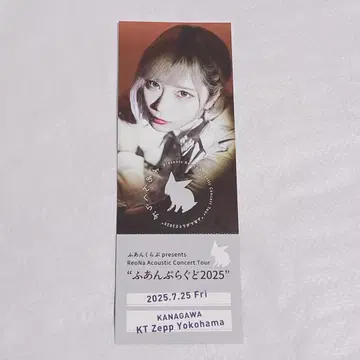 ふあんくらぶ presents
ReoNa Acoustic Concert Tour
"ふあんぷらぐど2025"
2025.7.25 Fri
KANAGAWA
KT Zepp Yokohama